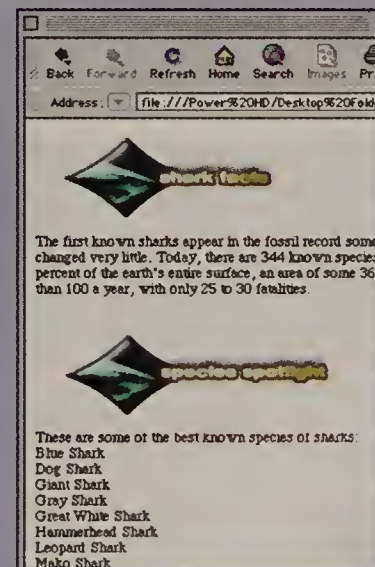 Back Forward Refresh Home Search Images Pr
Address: file:///Power%20HD/Desktop%20Fold
shark facts
The first known sharks appear in the fossil record some
changed very little. Today, there are 344 known species
percent of the earth's entire surface, an area of some 36
than 100 a year, with only 25 to 30 fatalities.
species spotlight
These are some of the best known species of sharks:
Blue Shark
Dog Shark
Giant Shark
Gray Shark
Great White Shark
Hammerhead Shark
Leopard Shark
Mako Shark